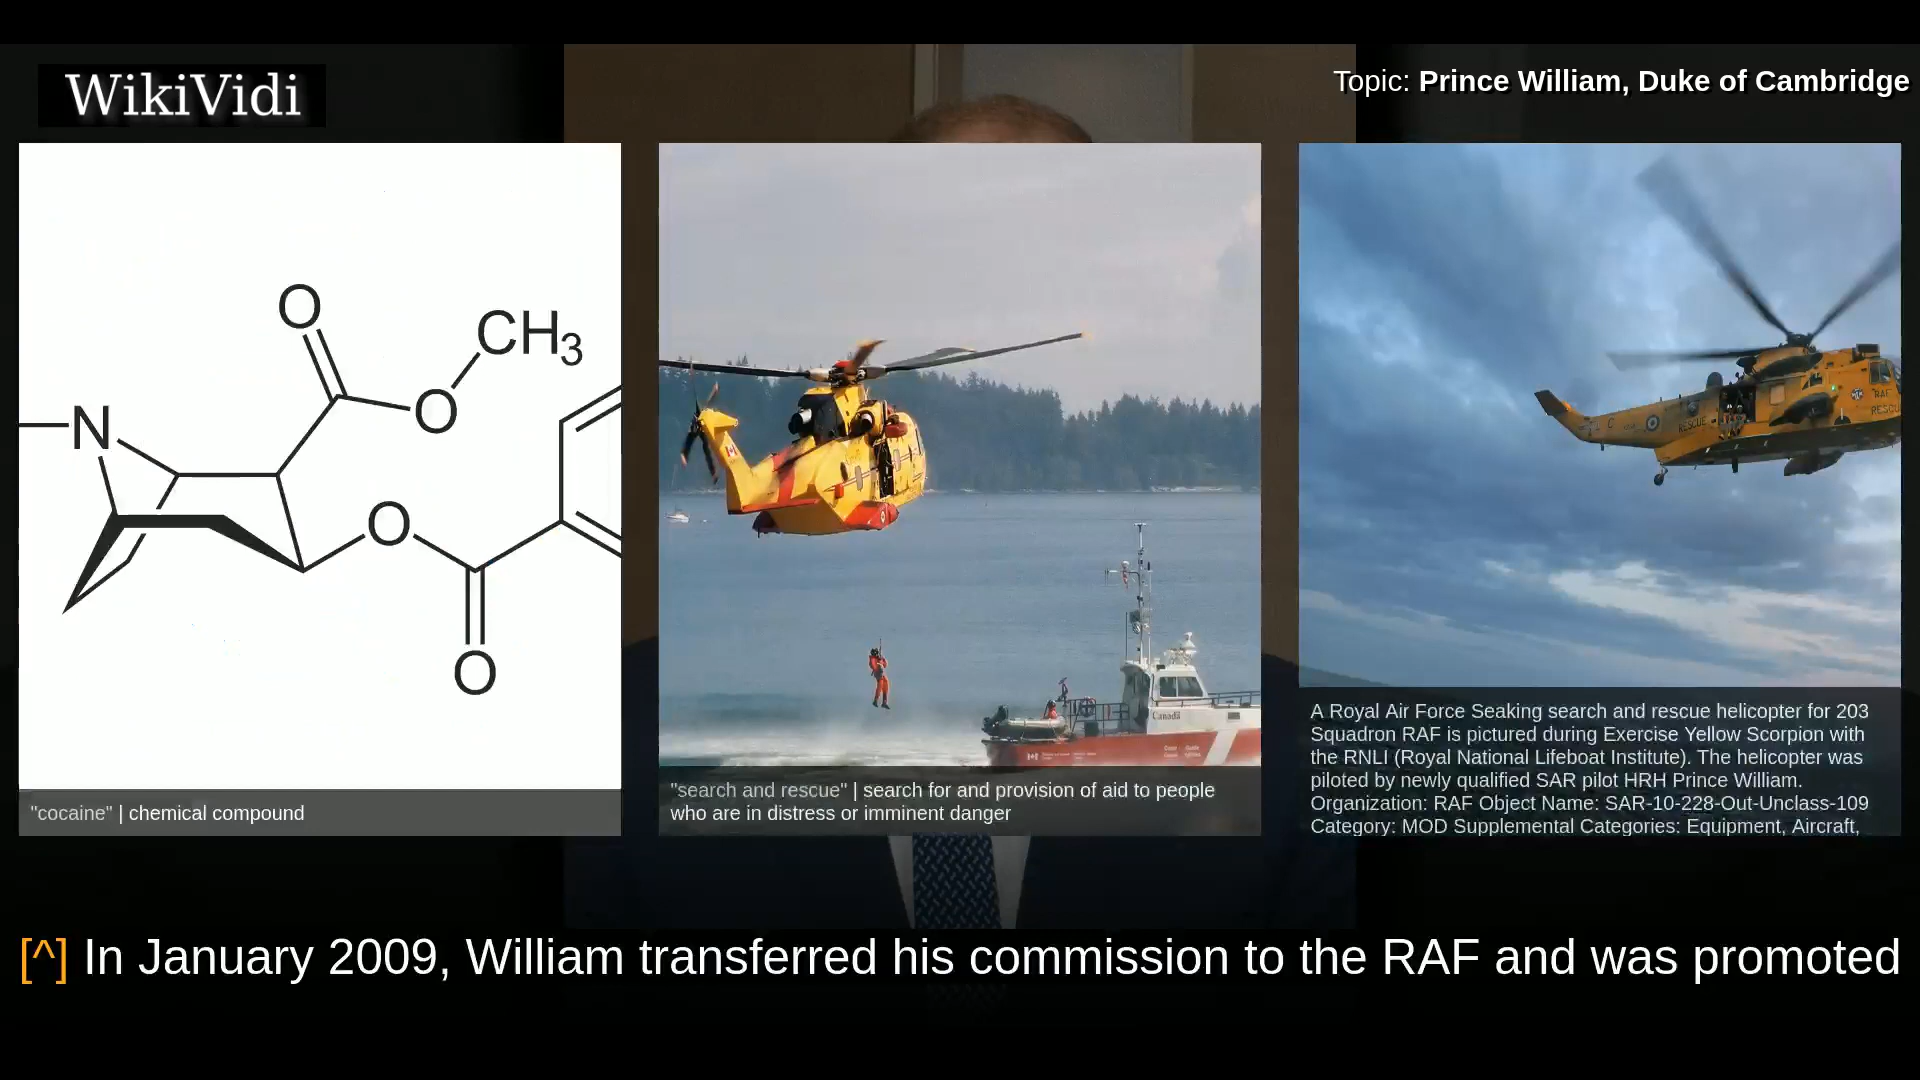 WikiVidi
Topic: Prince William, Duke of Cambridge
O
CH3
N
O
O
O
"cocaine" | chemical compound
Canada
"search and rescue" | search for and provision of aid to people
who are in distress or imminent danger
C
RESCUE
RAF
RESCU
A Royal Air Force Seaking search and rescue helicopter for 203
Squadron RAF is pictured during Exercise Yellow Scorpion with
the RNLI (Royal National Lifeboat Institute). The helicopter was
piloted by newly qualified SAR pilot HRH Prince William.
Organization: RAF Object Name: SAR-10-228-Out-Unclass-109
Category: MOD Supplemental Categories: Equipment, Aircraft,
[^] In January 2009, William transferred his commission to the RAF and was promoted